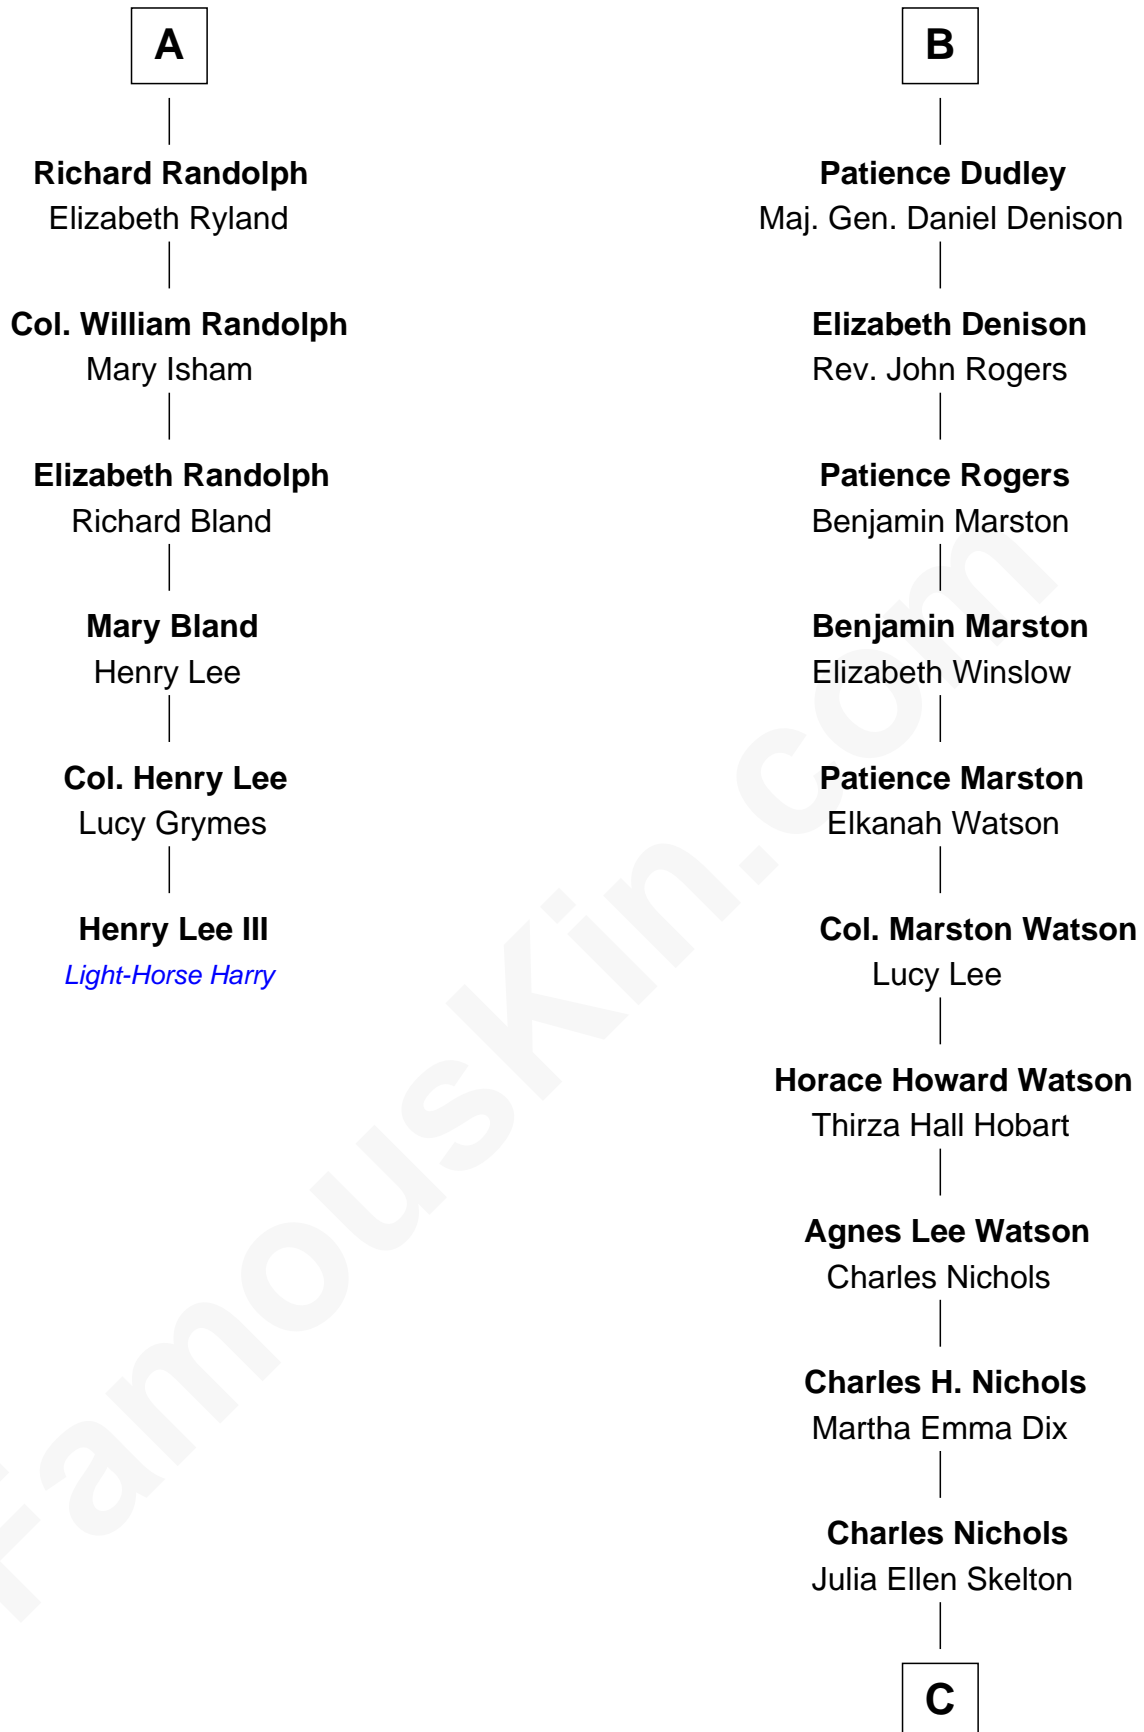 A
Richard Randolph
Elizabeth Ryland
Col. William Randolph
Mary Isham
Elizabeth Randolph
Richard Bland
Mary Bland
Henry Lee
Col. Henry Lee
Lucy Grymes
Henry Lee III
Light-Horse Harry
B
Patience Dudley
Maj. Gen. Daniel Denison
Elizabeth Denison
Rev. John Rogers
Patience Rogers
Benjamin Marston
Benjamin Marston
Elizabeth Winslow
Patience Marston
Elkanah Watson
Col. Marston Watson
Lucy Lee
Horace Howard Watson
Thirza Hall Hobart
Agnes Lee Watson
Charles Nichols
Charles H. Nichols
Martha Emma Dix
Charles Nichols
Julia Ellen Skelton
C
FamousKin.com